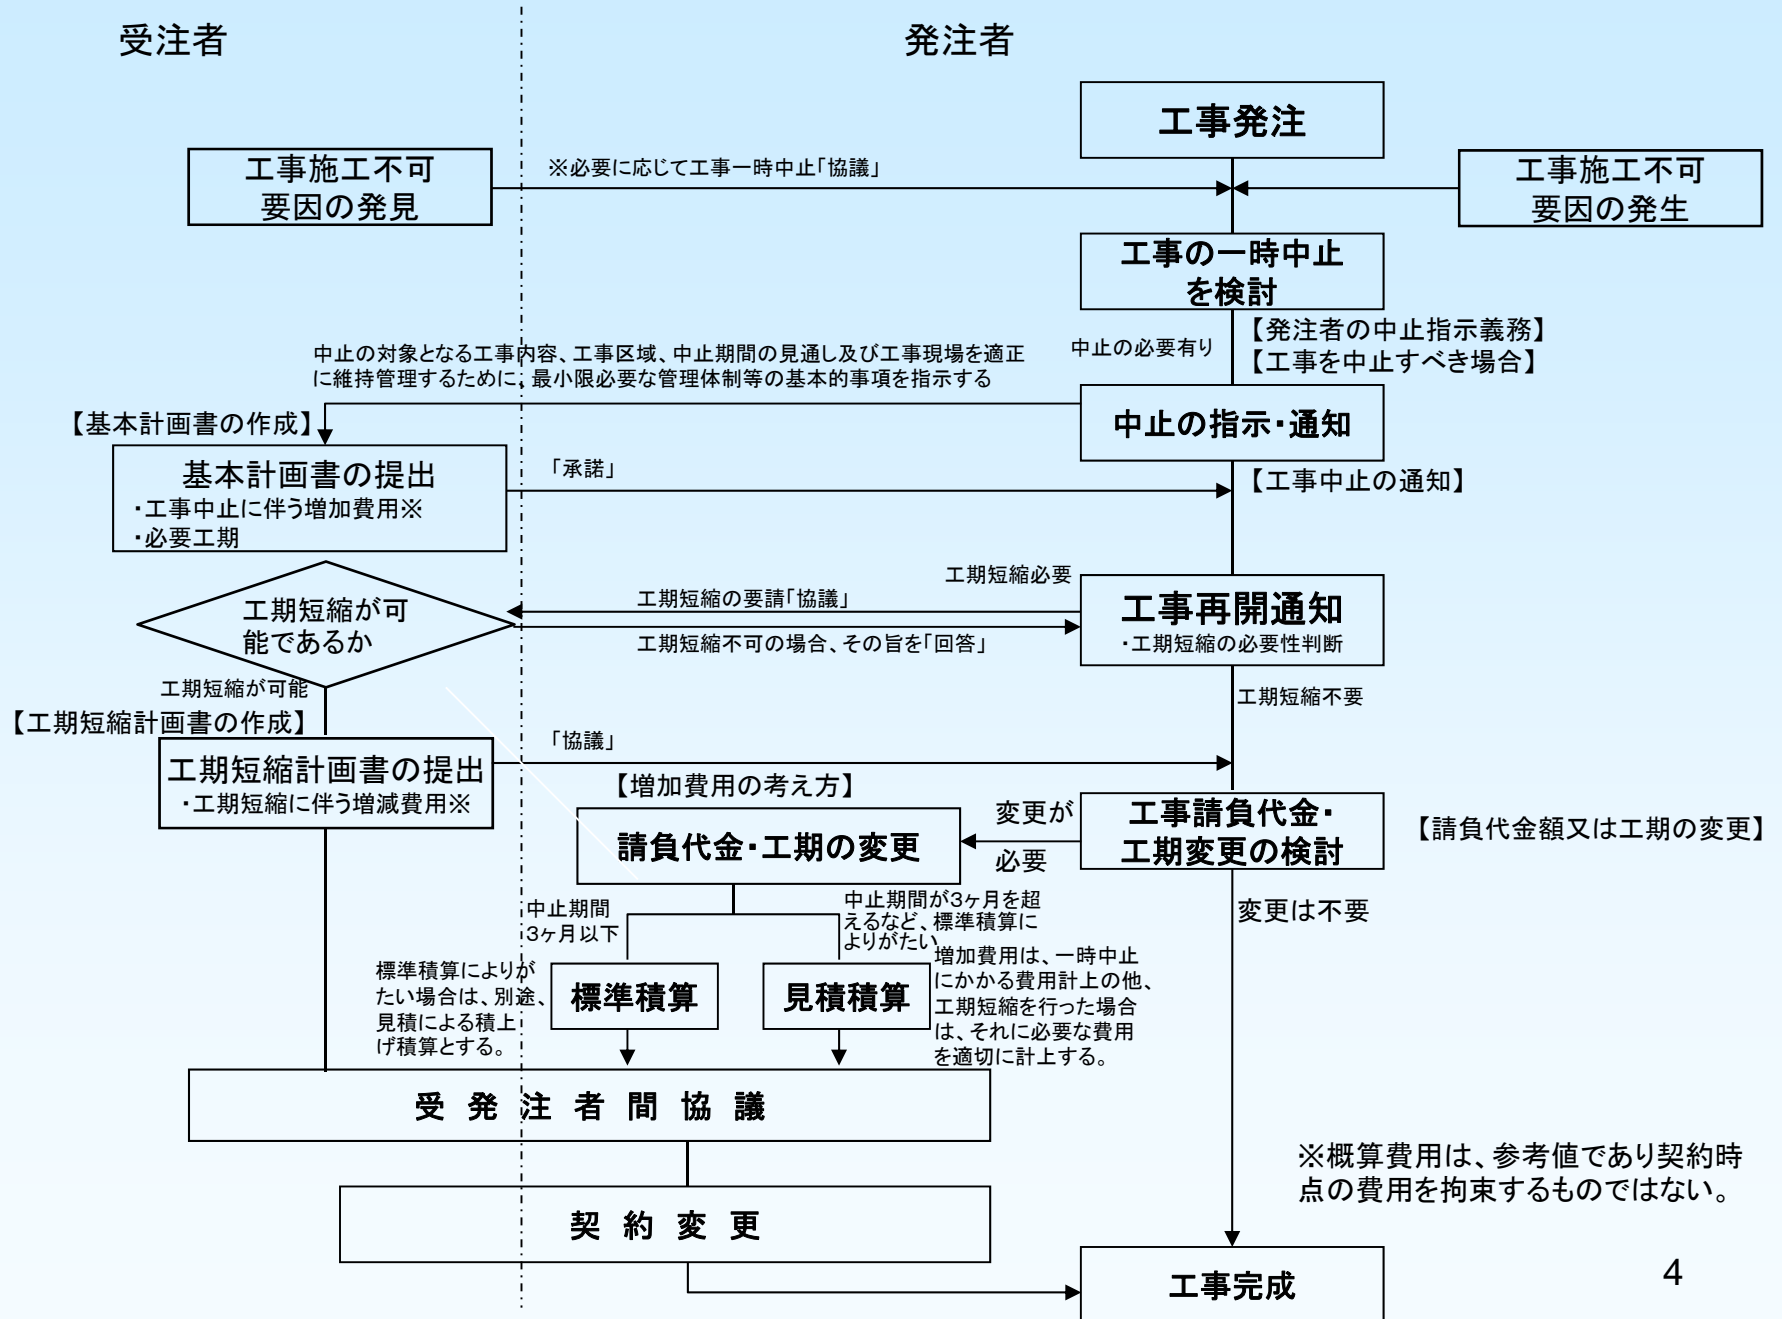 受注者
発注者
工事発注
工事施工不可
要因の発見
※必要に応じて工事一時中止「協議」
工事施工不可
要因の発生
工事の一時中止
を検討
【発注者の中止指示義務】
【工事を中止すべき場合】
中止の必要有り
中止の対象となる工事内容、工事区域、中止期間の見通し及び工事現場を適正
に維持管理するために、最小限必要な管理体制等の基本的事項を指示する
中止の指示・通知
【基本計画書の作成】
基本計画書の提出
・工事中止に伴う増加費用※
・必要工期
「承諾」
【工事中止の通知】
工期短縮必要
工期短縮が可
能であるか
工期短縮の要請「協議」
工期短縮不可の場合、その旨を「回答」
工事再開通知
・工期短縮の必要性判断
工期短縮が可能
工期短縮不要
【工期短縮計画書の作成】
工期短縮計画書の提出
・工期短縮に伴う増減費用※
「協議」
【増加費用の考え方】
請負代金・工期の変更
変更が
必要
工事請負代金・
工期変更の検討
【請負代金額又は工期の変更】
中止期間
3ヶ月以下
中止期間が3ヶ月を超
えるなど、標準積算に
よりがたい
変更は不要
標準積算によりが
たい場合は、別途、
見積による積上
げ積算とする。
標準積算
見積積算
増加費用は、一時中止
にかかる費用計上の他、
工期短縮を行った場合
は、それに必要な費用
を適切に計上する。
受発注者間協議
契約変更
※概算費用は、参考値であり契約時
点の費用を拘束するものではない。
工事完成
4